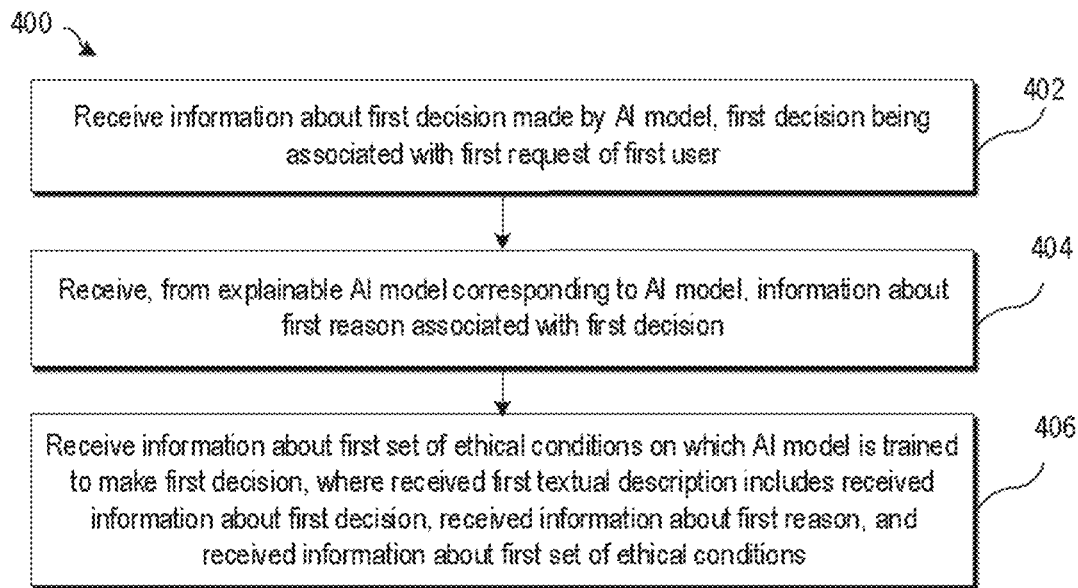 400
Receive information about first decision made by AI model, first decision being
associated with first request of first user
402
Receive, from explainable AI model corresponding to AI model, information about
first reason associated with first decision
404
Receive information about first set of ethical conditions on which AI model is trained
to make first decision, where received first textual description includes received
information about first decision, received information about first reason, and
received information about first set of ethical conditions
406